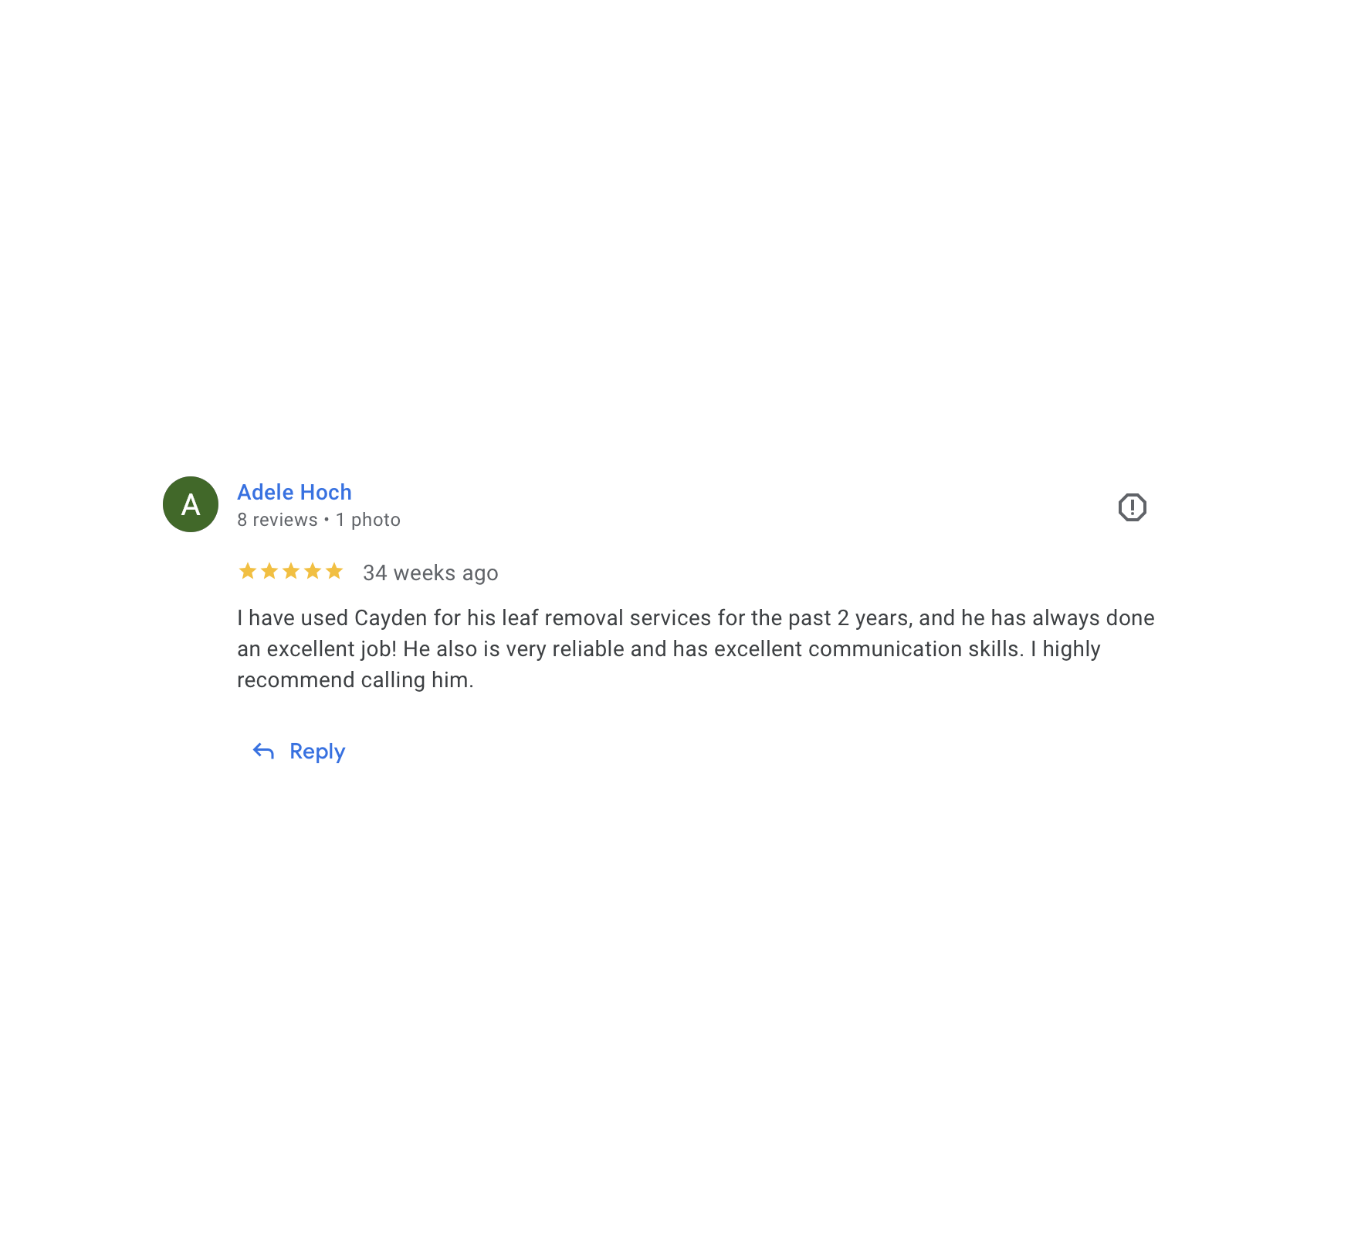 A
Adele Hoch
8 reviews • 1 photo
34 weeks ago
I have used Cayden for his leaf removal services for the past 2 years, and he has always done
an excellent job! He also is very reliable and has excellent communication skills. I highly
recommend calling him.
Reply